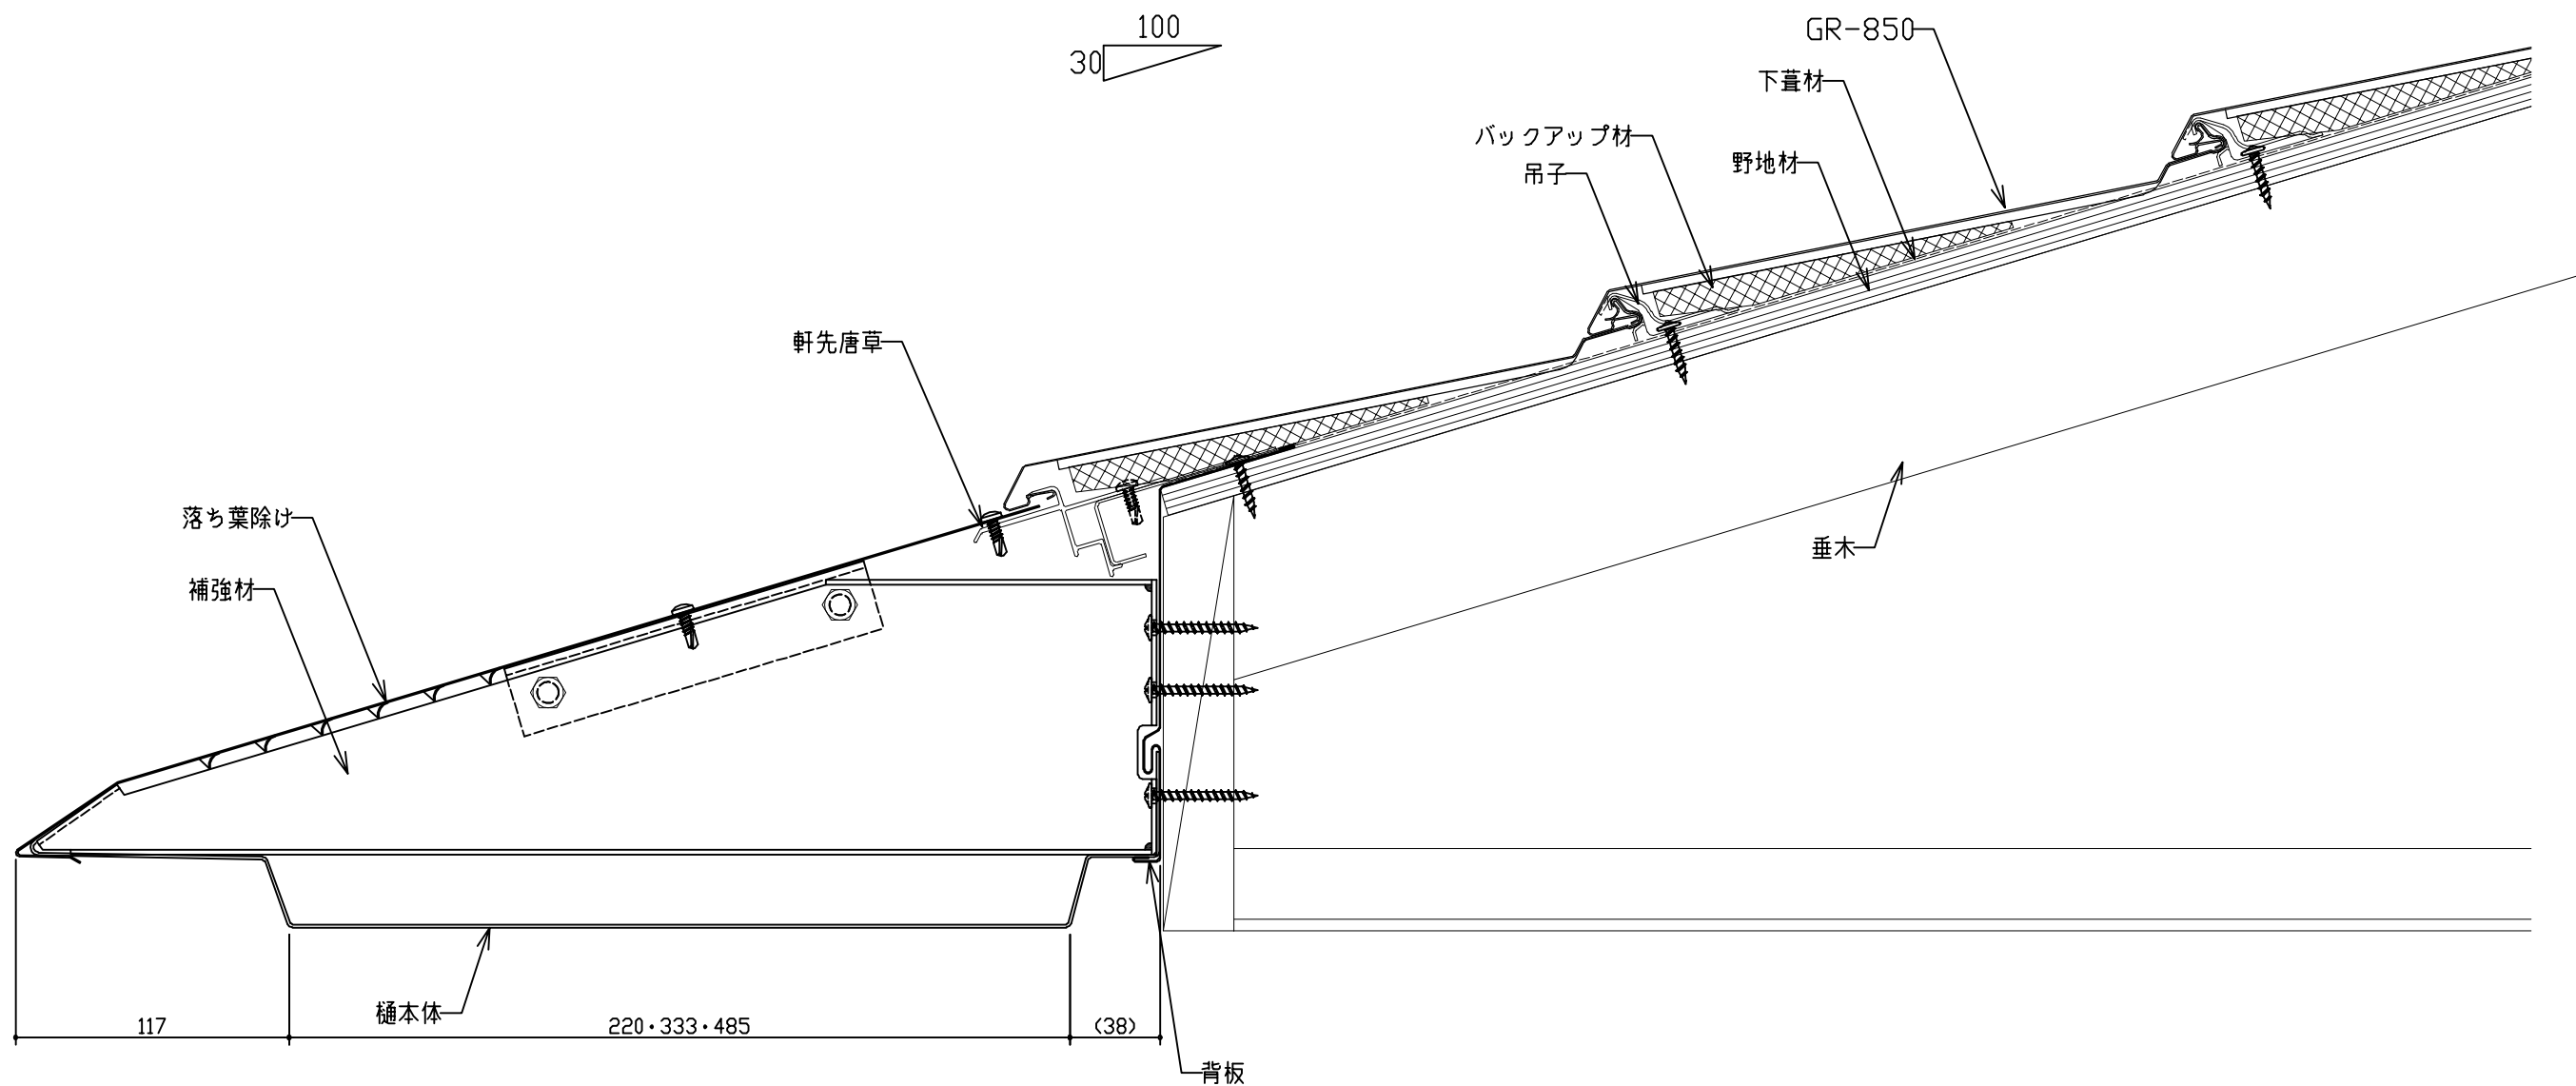 100
30
GR-850
下葺材
バックアップ材
野地材
吊子
軒先唐草
落ち葉除け
補強材
垂木
樋本体
117
220・333・485
(38)
背板